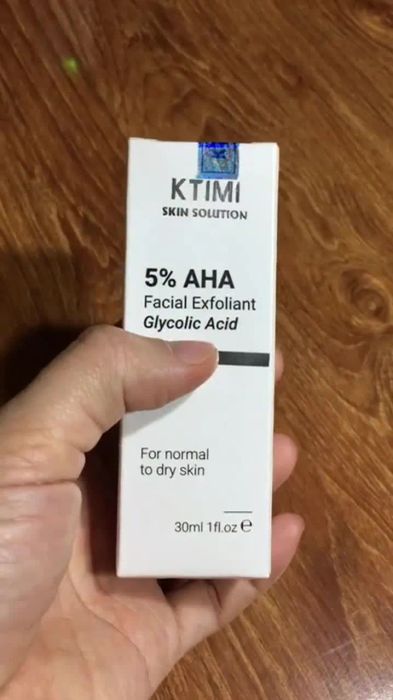 KTIMI
SKIN SOLUTION
5% AHA
Facial Exfoliant
Glycolic Acid
For normal
to dry skin
30ml 1fl.oz ℮